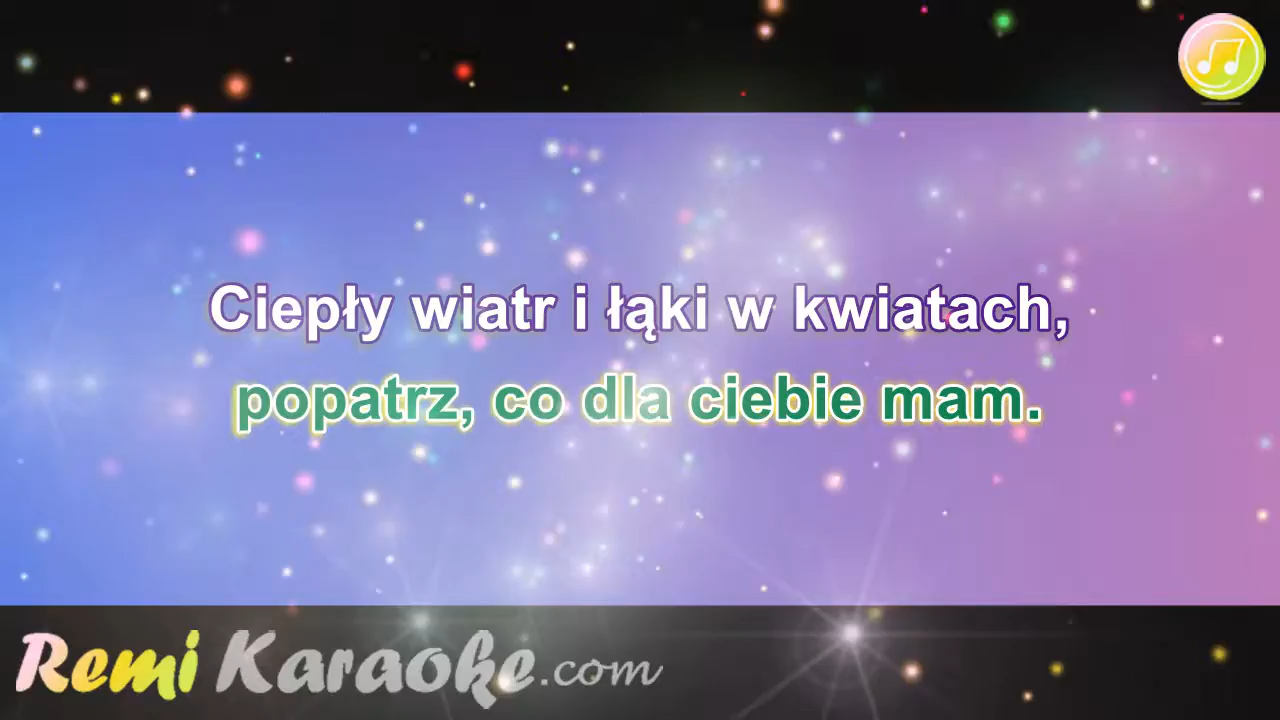 Ciepły wiatr i łąki w kwiatach,
popatrz, co dla ciebie mam.
Remi Karaoke.com